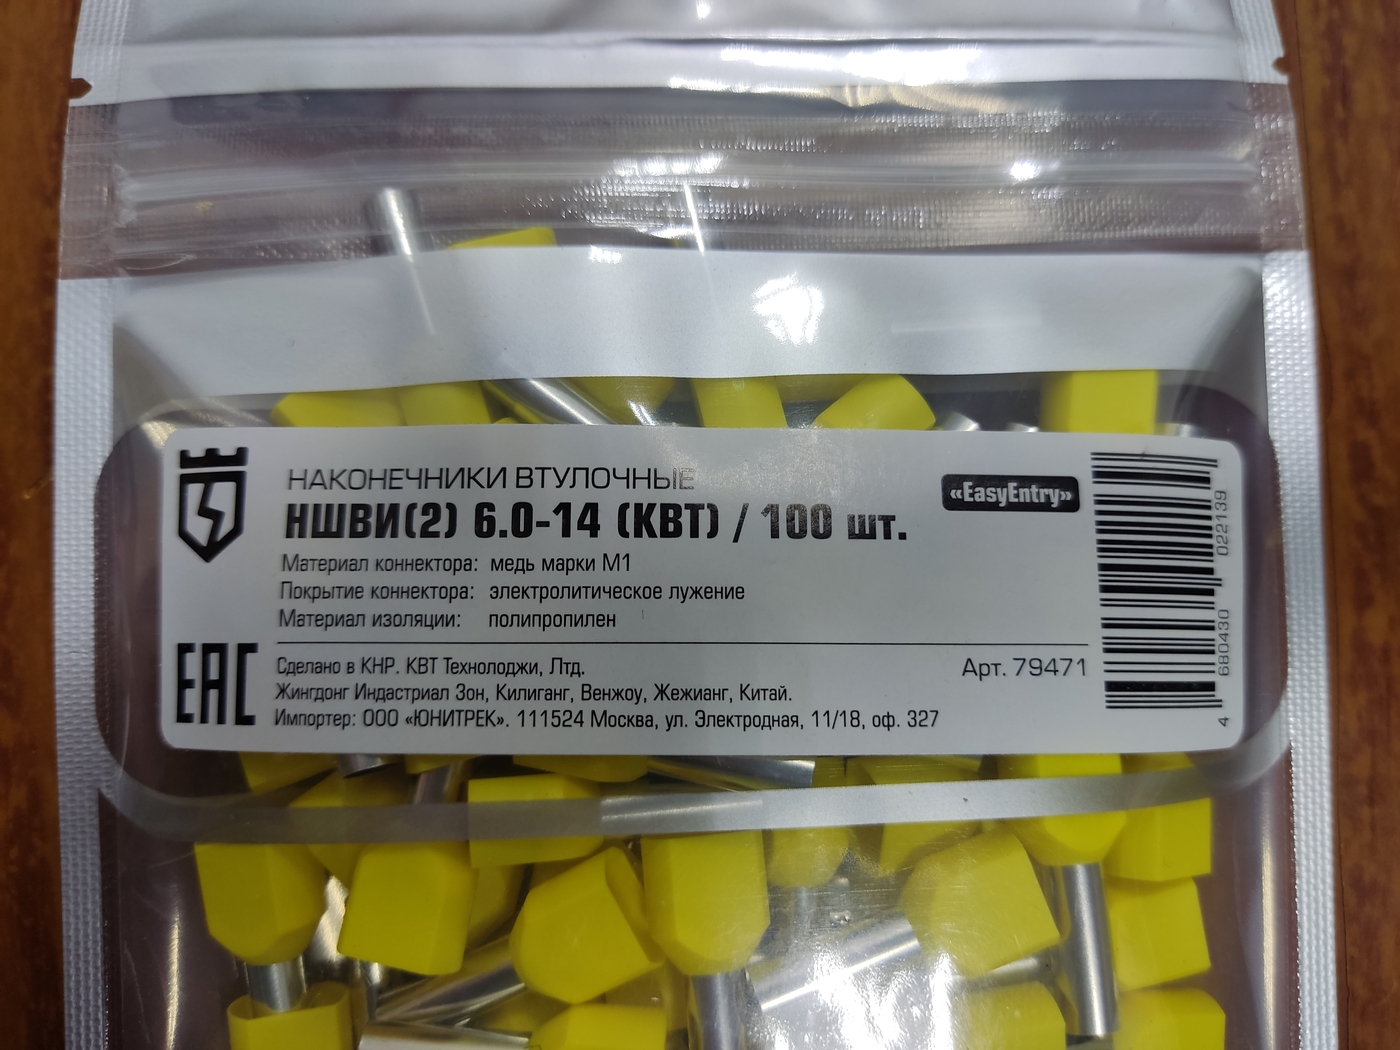 НАКОНЕЧНИКИ ВТУЛОЧНЫЕ
«EasyEntry»
НШВИ(2) 6.0-14 (КВТ) / 100 шт.
Материал коннектора: медь марки М1
Покрытие коннектора: электролитическое лужение
Материал изоляции: полипропилен
EAC
Сделано в КНР. КВТ Технолоджи, Лтд.
Арт. 79471
Жингдонг Индастриал Зон, Килиганг, Венжоу, Жежианг, Китай.
Импортер: ООО «ЮНИТРЕК». 111524 Москва, ул. Электродная, 11/18, оф. 327
4 680430 022139